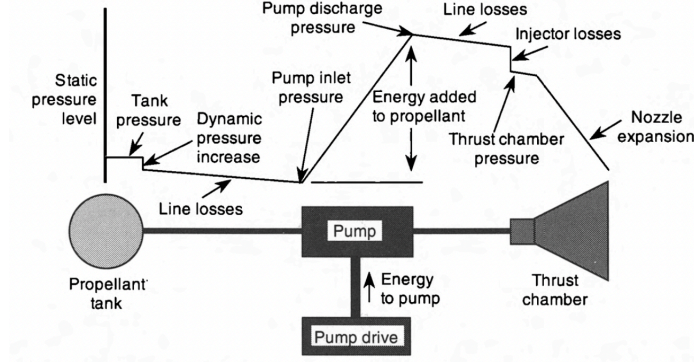 Pump discharge
pressure
Line losses
Injector losses
Static
pressure
level
Tank
pressure
Dynamic
pressure
increase
Pump inlet
pressure
Energy added
to propellant
Thrust chamber
pressure
Nozzle
expansion
Line losses
Pump
Propellant
tank
Energy
to pump
Thrust
chamber
Pump drive